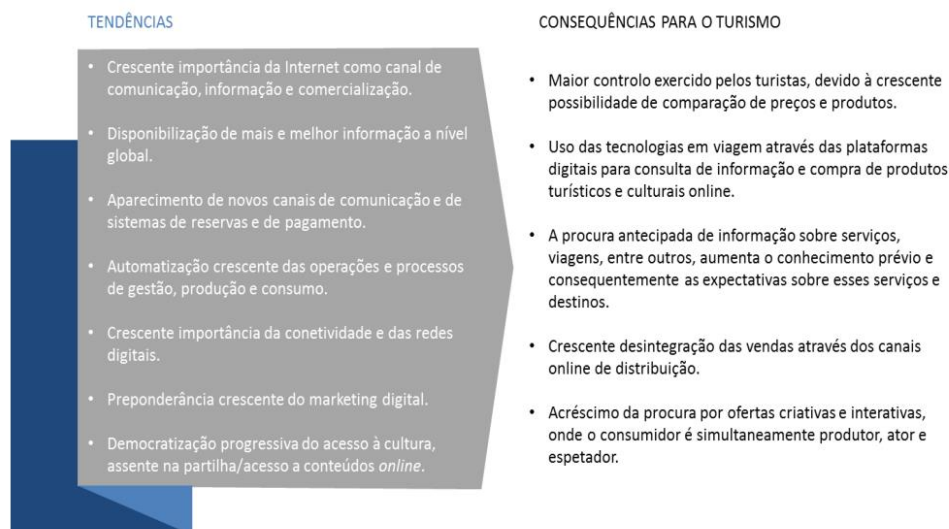 TENDÊNCIAS
• Crescente importância da Internet como canal de
comunicação, informação e comercialização.
• Disponibilização de mais e melhor informação a nível
global.
• Aparecimento de novos canais de comunicação e de
sistemas de reservas e de pagamento.
• Automatização crescente das operações e processos
de gestão, produção e consumo.
• Crescente importância da conetividade e das redes
digitais.
• Preponderância crescente do marketing digital.
• Democratização progressiva do acesso à cultura,
assente na partilha/acesso a conteúdos online.
CONSEQUÊNCIAS PARA O TURISMO
• Maior controlo exercido pelos turistas, devido à crescente
possibilidade de comparação de preços e produtos.
• Uso das tecnologias em viagem através das plataformas
digitais para consulta de informação e compra de produtos
turísticos e culturais online.
• A procura antecipada de informação sobre serviços,
viagens, entre outros, aumenta o conhecimento prévio e
consequentemente as expectativas sobre esses serviços e
destinos.
• Crescente desintegração das vendas através dos canais
online de distribuição.
• Acréscimo da procura por ofertas criativas e interativas,
onde o consumidor é simultaneamente produtor, ator e
espetador.